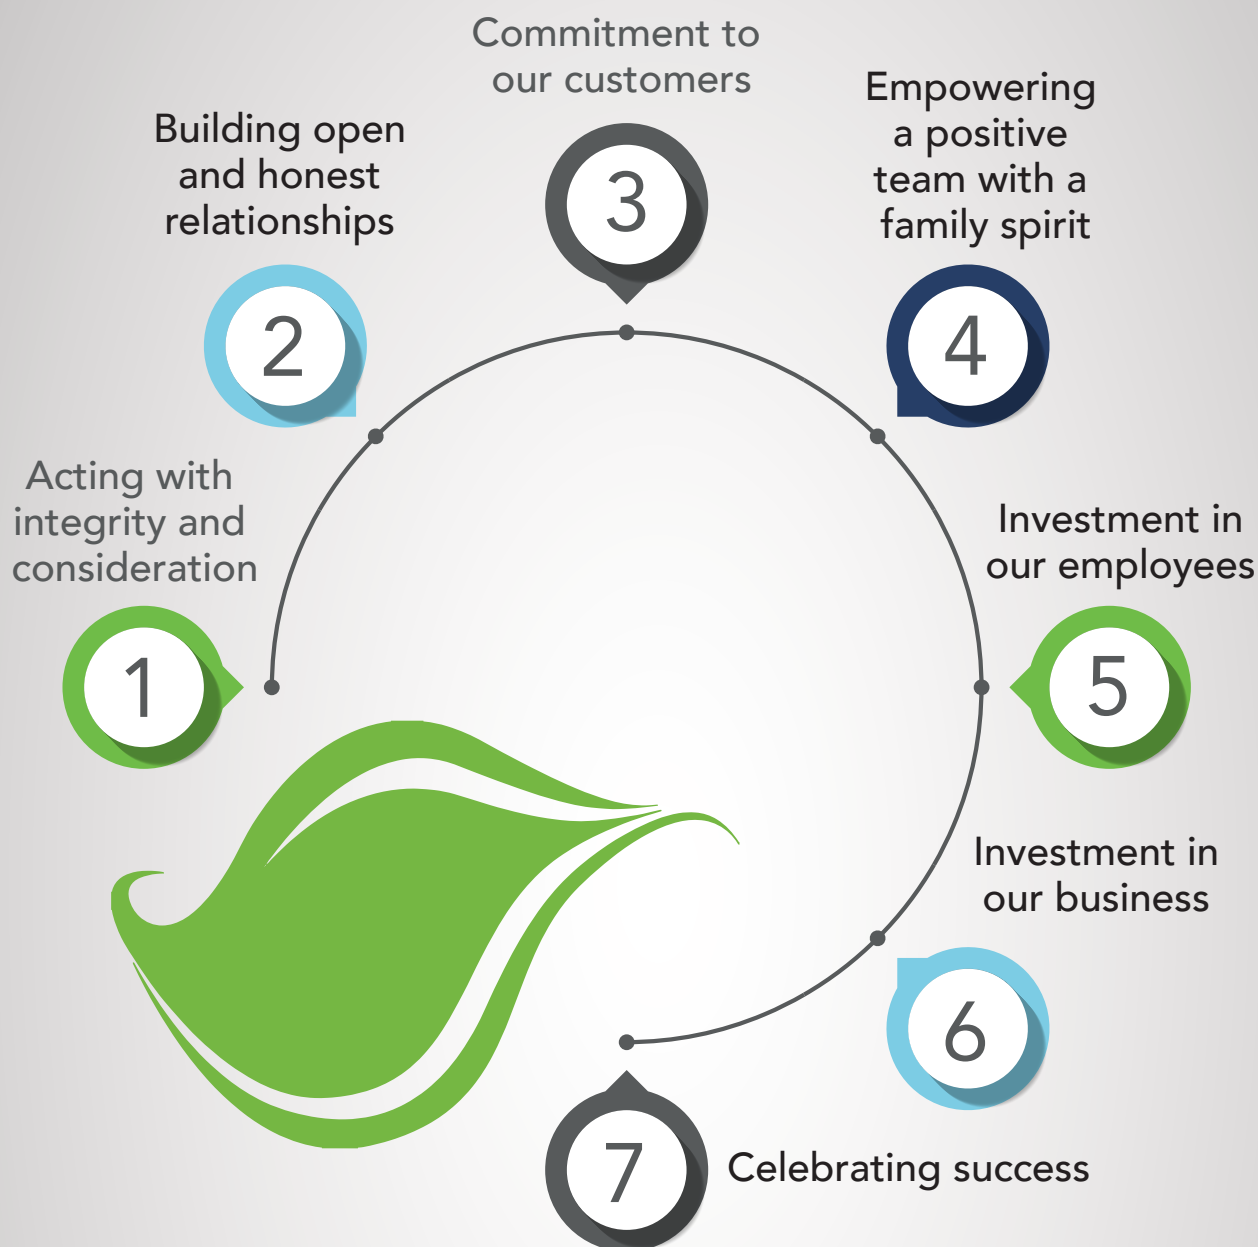 Acting with
integrity and
consideration
1
Building open
and honest
relationships
2
Commitment to
our customers
3
Empowering
a positive
team with a
family spirit
4
Investment in
our employees
5
Investment in
our business
6
7
Celebrating success